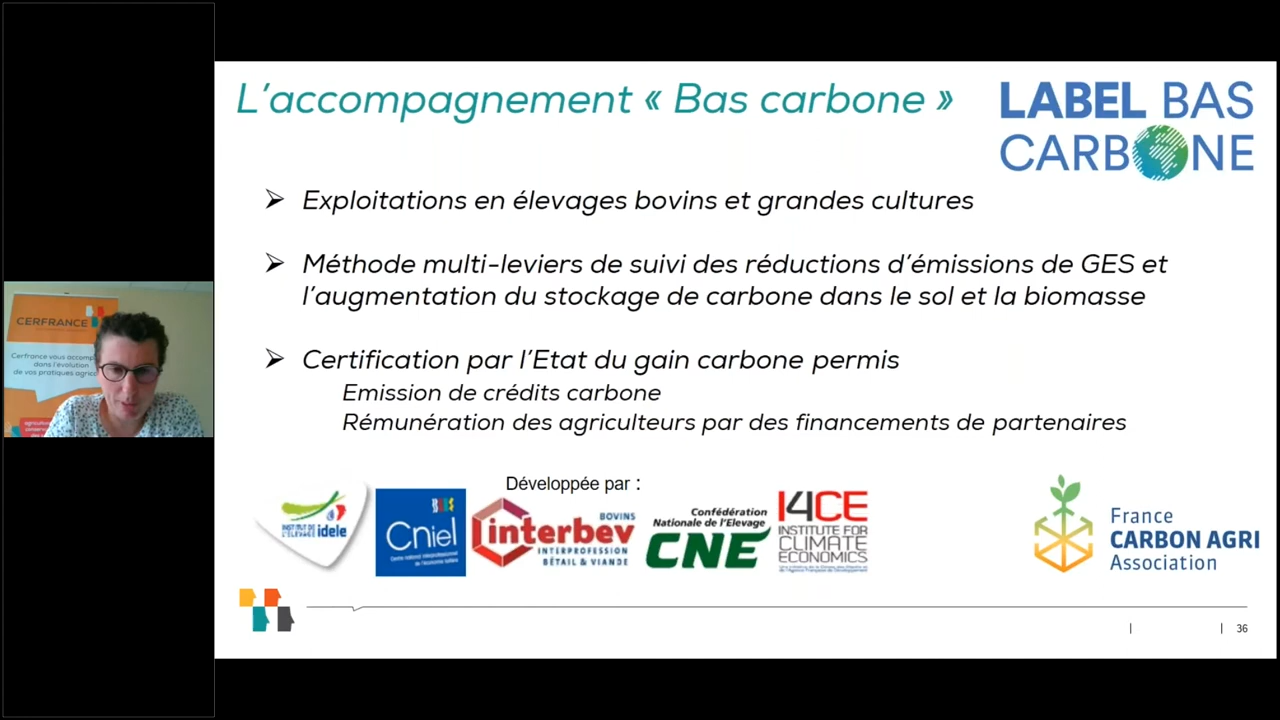 L'accompagnement « Bas carbone »
LABEL BAS
CARBONE
Exploitations en élevages bovins et grandes cultures
Méthode multi-leviers de suivi des réductions d'émissions de GES et
l'augmentation du stockage de carbone dans le sol et la biomasse
Certification par l'Etat du gain carbone permis
Emission de crédits carbone
Rémunération des agriculteurs par des financements de partenaires
CERFRANCE
Cerfrance vous accomp
dans l'évolution
de vos pratiques agrico
Développée par :
INSTITUT DE
L'ÉLEVAGE idele
Cniel
BOVINS
interbev
INTERPROFESSION
BÉTAIL & VIANDE
Confédération
Nationale de l'Elevage
CNE
I4CE
INSTITUTE FOR
CLIMATE
ECONOMICS
France
CARBON AGRI
Association
36